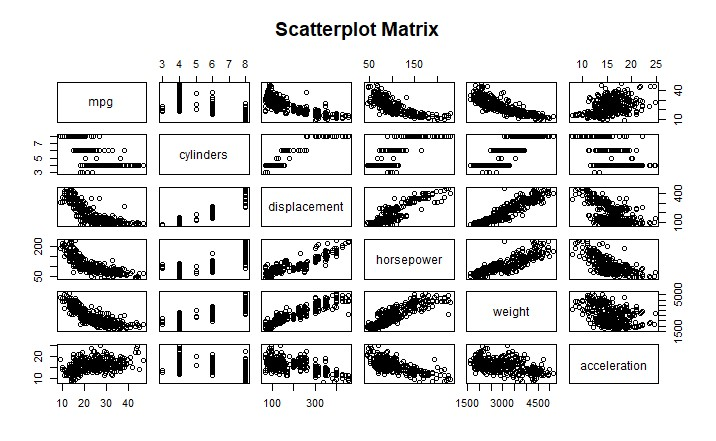 Scatterplot Matrix
3 4 5 6 7 8
50 150
10 15 20 25
mpg
10 40
3 5 7
cylinders
displacement
100 400
50 200
horsepower
weight
1500 5000
10 20
acceleration
10 20 30 40
100 300
1500 3000 4500